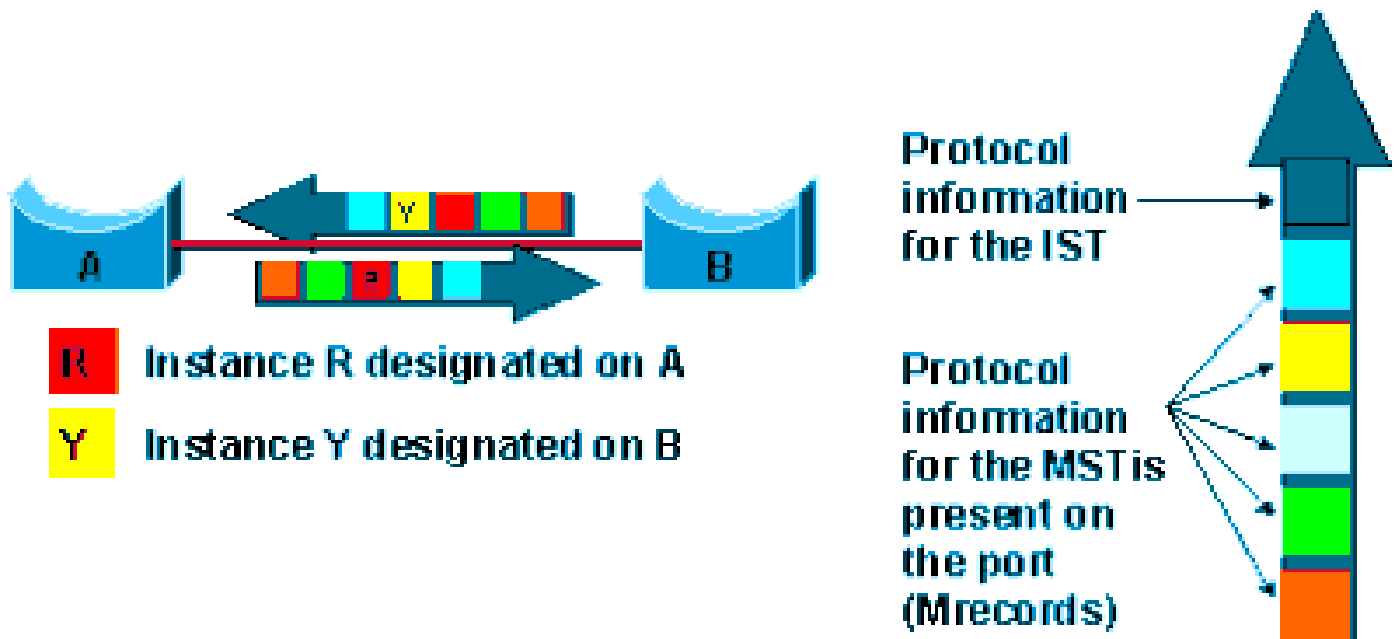 Y
A
B
R
R Instance R designated on A
Y Instance Y designated on B
Protocol
information
for the IST
Protocol
information
for the MSTis
present on
the port
(Mrecords)